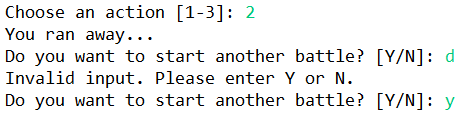 Choose an action [1-3]: 2
You ran away...
Do you want to start another battle? [Y/N]: d
Invalid input. Please enter Y or N.
Do you want to start another battle? [Y/N]: y